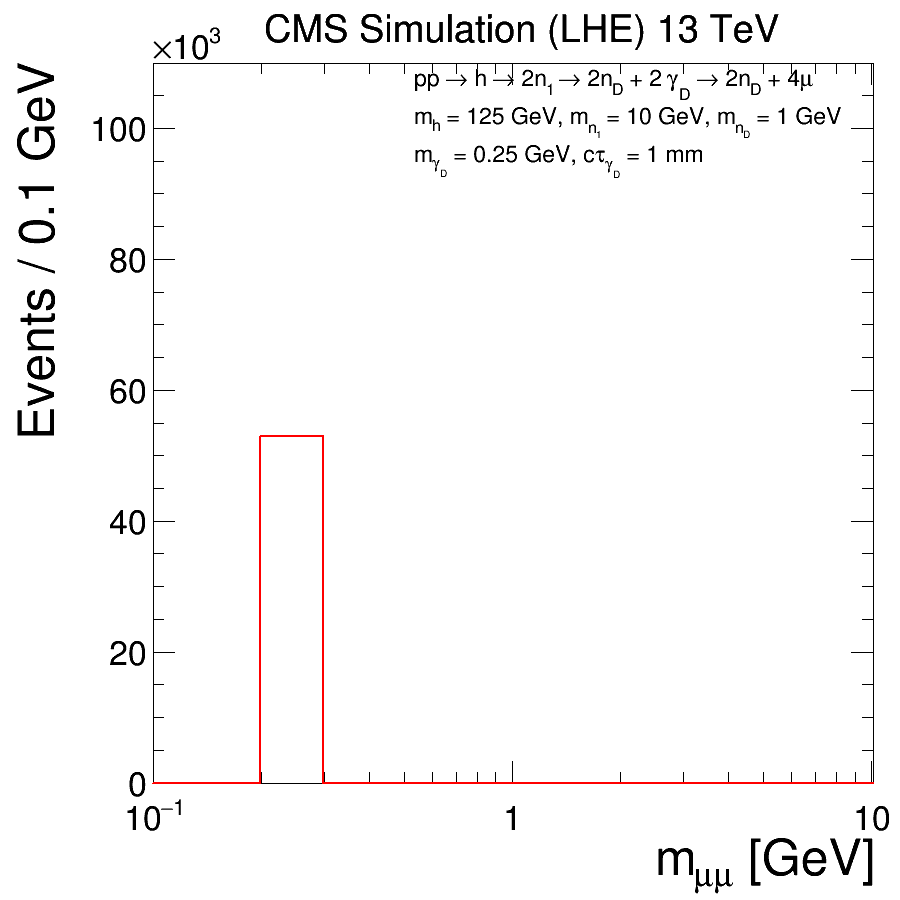 CMS Simulation (LHE) 13 TeV
×10³
pp → h → 2n₁ → 2n_D + 2 γ_D → 2n_D + 4μ
m_h = 125 GeV, m_n₁ = 10 GeV, m_n_D = 1 GeV
m_γ_D = 0.25 GeV, cτ_γ_D = 1 mm
Events / 0.1 GeV
100
80
60
40
20
0
10⁻¹ 1 10
m_μμ [GeV]